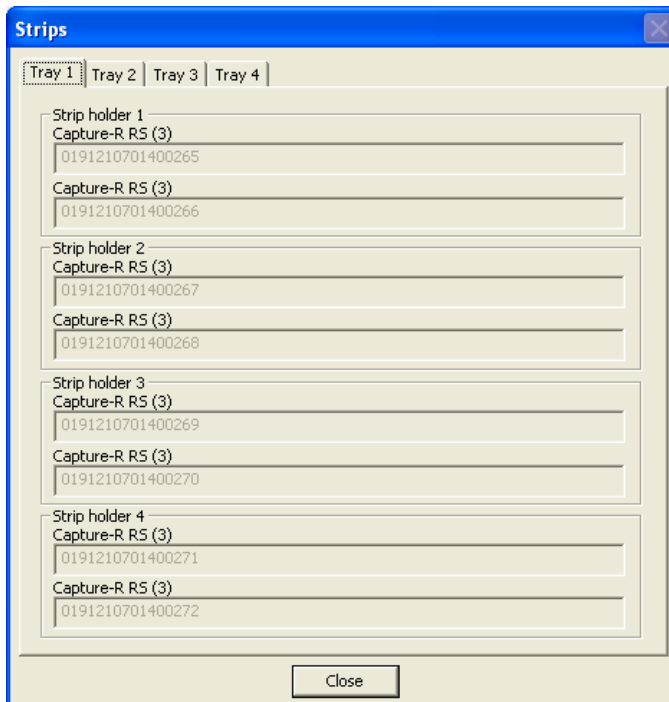 Strips
Tray 1 Tray 2 Tray 3 Tray 4
Strip holder 1
Capture-R RS (3)
0191210701400265
Capture-R RS (3)
0191210701400266
Strip holder 2
Capture-R RS (3)
0191210701400267
Capture-R RS (3)
0191210701400268
Strip holder 3
Capture-R RS (3)
0191210701400269
Capture-R RS (3)
0191210701400270
Strip holder 4
Capture-R RS (3)
0191210701400271
Capture-R RS (3)
0191210701400272
Close